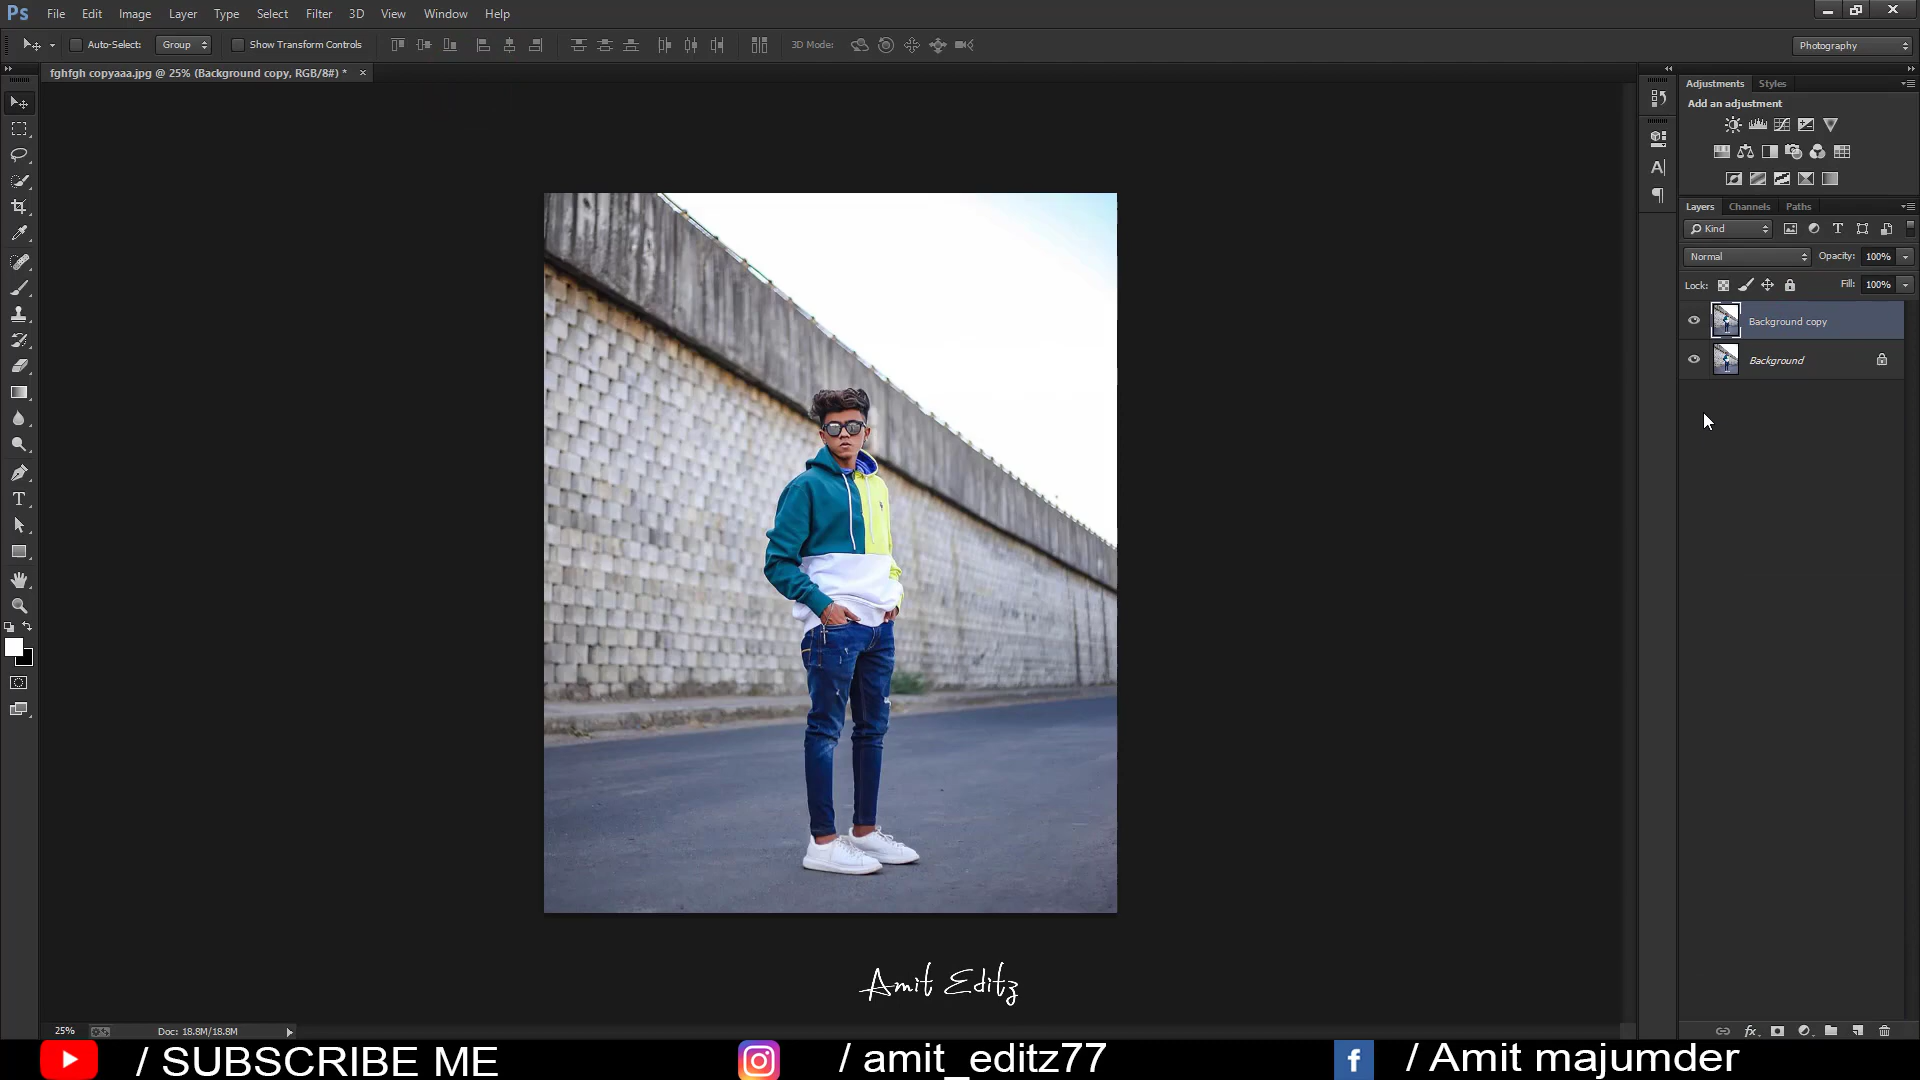 Ps File Edit Image Layer Type Select Filter 3D View Window Help
Auto-Select: Group Show Transform Controls 3D Mode: Photography
fghfgh copyaaa.jpg @ 25% (Background copy, RGB/8#) * ×
Adjustments Styles
Add an adjustment
Layers Channels Paths
Kind
Normal Opacity: 100%
Lock: Fill: 100%
Background copy
Background
Amit Editz
25% Doc: 18.8M/18.8M
/ SUBSCRIBE ME / amit_editz77 / Amit majumder